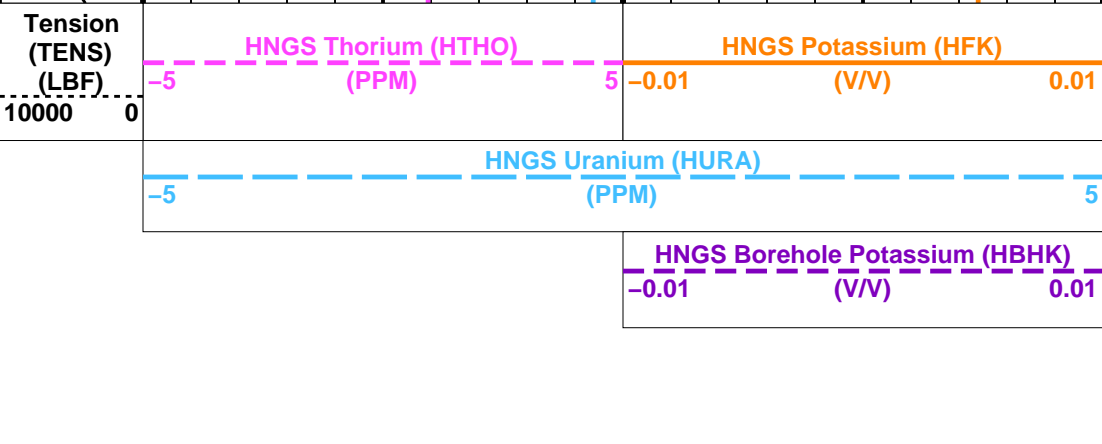 Tension
(TENS)
(LBF)
10000 0
HNGS Thorium (HTHO)
–5 (PPM) 5
HNGS Potassium (HFK)
–0.01 (V/V) 0.01
HNGS Uranium (HURA)
–5 (PPM) 5
HNGS Borehole Potassium (HBHK)
–0.01 (V/V) 0.01